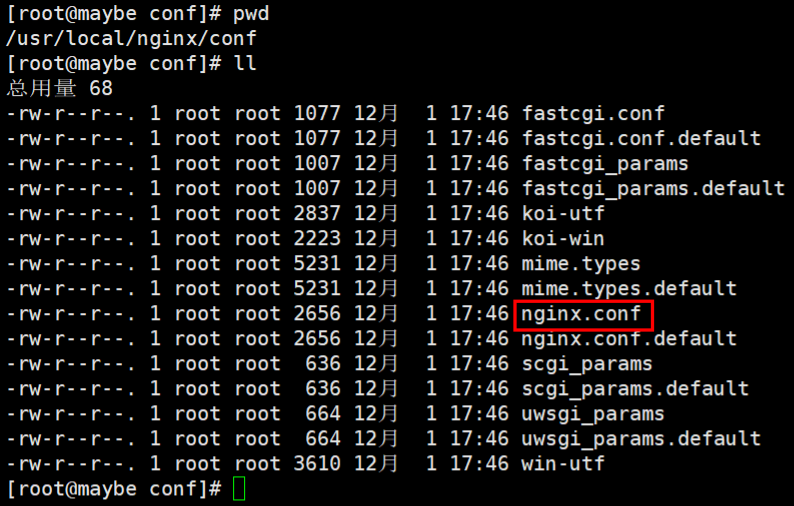 [root@maybe conf]# pwd
/usr/local/nginx/conf
[root@maybe conf]# ll
总用量 68
-rw-r--r--. 1 root root 1077 12月  1 17:46 fastcgi.conf
-rw-r--r--. 1 root root 1077 12月  1 17:46 fastcgi.conf.default
-rw-r--r--. 1 root root 1007 12月  1 17:46 fastcgi_params
-rw-r--r--. 1 root root 1007 12月  1 17:46 fastcgi_params.default
-rw-r--r--. 1 root root 2837 12月  1 17:46 koi-utf
-rw-r--r--. 1 root root 2223 12月  1 17:46 koi-win
-rw-r--r--. 1 root root 5231 12月  1 17:46 mime.types
-rw-r--r--. 1 root root 5231 12月  1 17:46 mime.types.default
-rw-r--r--. 1 root root 2656 12月  1 17:46 nginx.conf
-rw-r--r--. 1 root root 2656 12月  1 17:46 nginx.conf.default
-rw-r--r--. 1 root root  636 12月  1 17:46 scgi_params
-rw-r--r--. 1 root root  636 12月  1 17:46 scgi_params.default
-rw-r--r--. 1 root root  664 12月  1 17:46 uwsgi_params
-rw-r--r--. 1 root root  664 12月  1 17:46 uwsgi_params.default
-rw-r--r--. 1 root root 3610 12月  1 17:46 win-utf
[root@maybe conf]#